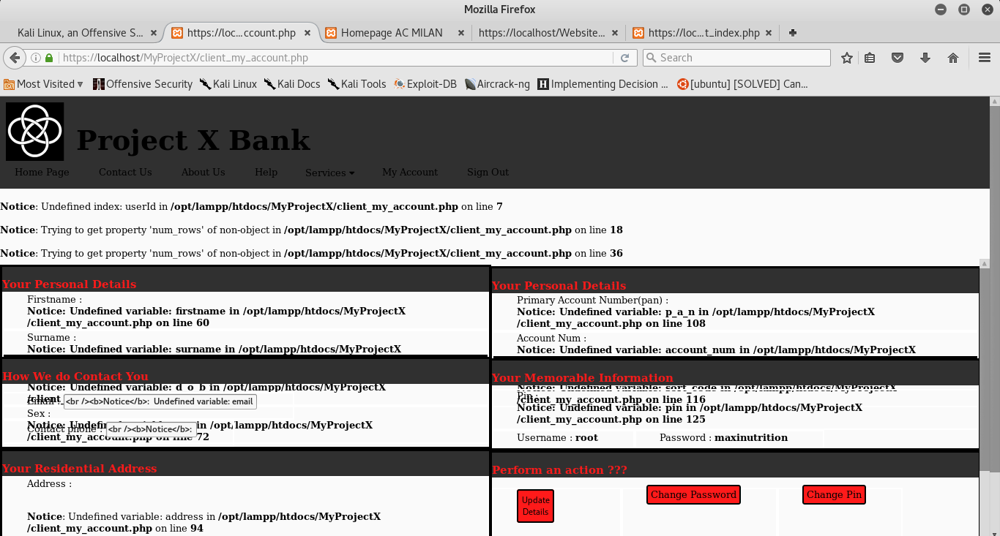 Mozilla Firefox
Kali Linux, an Offensive S...
https://loc...ccount.php
Homepage AC MILAN
https://localhost/Website...
https://loc...t_index.php
https://localhost/MyProjectX/client_my_account.php
Search
Most Visited
Offensive Security
Kali Linux
Kali Docs
Kali Tools
Exploit-DB
Aircrack-ng
Implementing Decision ...
[ubuntu] [SOLVED] Can...
Project X Bank
Home Page
Contact Us
About Us
Help
Services
My Account
Sign Out
Notice: Undefined index: userId in /opt/lampp/htdocs/MyProjectX/client_my_account.php on line 7
Notice: Trying to get property 'num_rows' of non-object in /opt/lampp/htdocs/MyProjectX/client_my_account.php on line 18
Notice: Trying to get property 'num_rows' of non-object in /opt/lampp/htdocs/MyProjectX/client_my_account.php on line 36
Your Personal Details
Firstname :
Notice: Undefined variable: firstname in /opt/lampp/htdocs/MyProjectX
/client_my_account.php on line 60
Surname :
Notice: Undefined variable: surname in /opt/lampp/htdocs/MyProjectX
How We do Contact You
Notice: Undefined variable: d_o_b in /opt/lampp/htdocs/MyProjectX
Email :
<br /><b>Notice</b>: Undefined variable: email
Sex :
in /opt/lampp/htdocs/MyProjectX
Contact phone :
<br /><b>Notice</b>:
/client_my_account.php on line 72
Your Residential Address
Address :
Notice: Undefined variable: address in /opt/lampp/htdocs/MyProjectX
/client_my_account.php on line 94
Your Personal Details
Primary Account Number(pan) :
Notice: Undefined variable: p_a_n in /opt/lampp/htdocs/MyProjectX
/client_my_account.php on line 108
Account Num :
Notice: Undefined variable: account_num in /opt/lampp/htdocs/MyProjectX
Your Memorable Information
Notice: Undefined variable: sort_code in /opt/lampp/htdocs/MyProjectX
Pin :
/client_my_account.php on line 116
Notice: Undefined variable: pin in /opt/lampp/htdocs/MyProjectX
/client_my_account.php on line 125
Username : root
Password : maxinutrition
Perform an action ???
Update
Details
Change Password
Change Pin